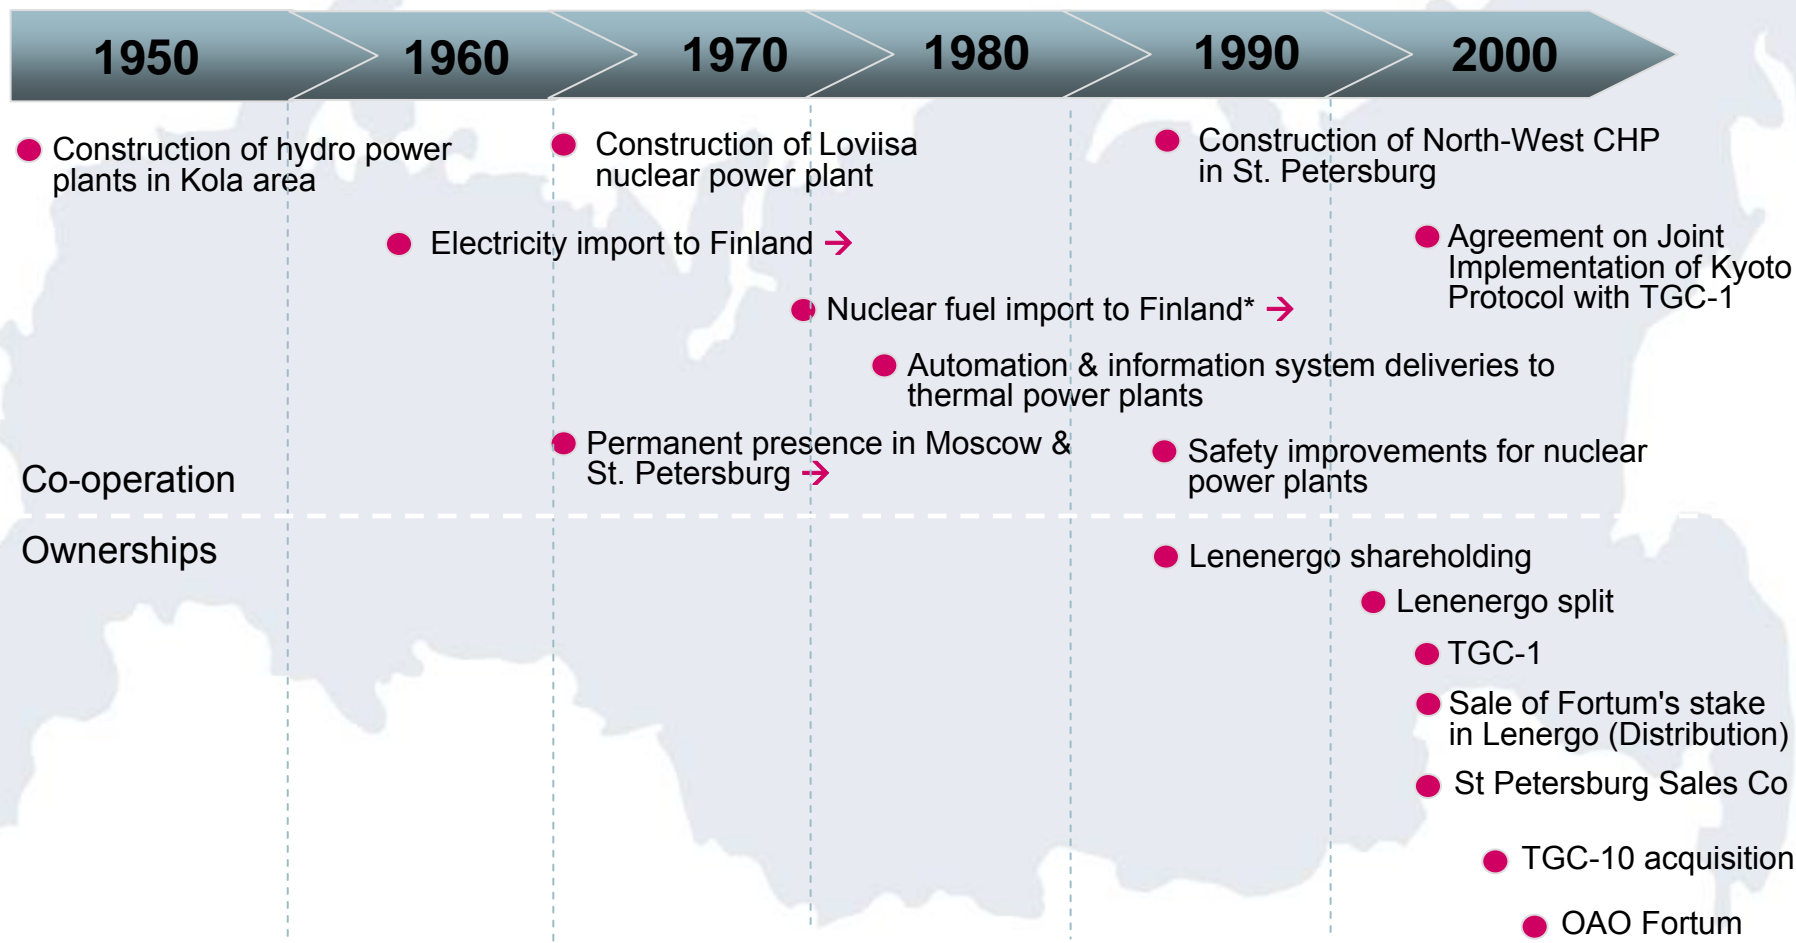 1950
1960
1970
1980
1990
2000
Construction of hydro power
plants in Kola area
Construction of Loviisa
nuclear power plant
Construction of North-West CHP
in St. Petersburg
Electricity import to Finland →
Agreement on Joint
Implementation of Kyoto
Protocol with TGC-1
Nuclear fuel import to Finland* →
Automation & information system deliveries to
thermal power plants
Permanent presence in Moscow &
St. Petersburg →
Safety improvements for nuclear
power plants
Co-operation
Ownerships
Lenenergo shareholding
Lenenergo split
TGC-1
Sale of Fortum's stake
in Lenergo (Distribution)
St Petersburg Sales Co
TGC-10 acquisition
OAO Fortum